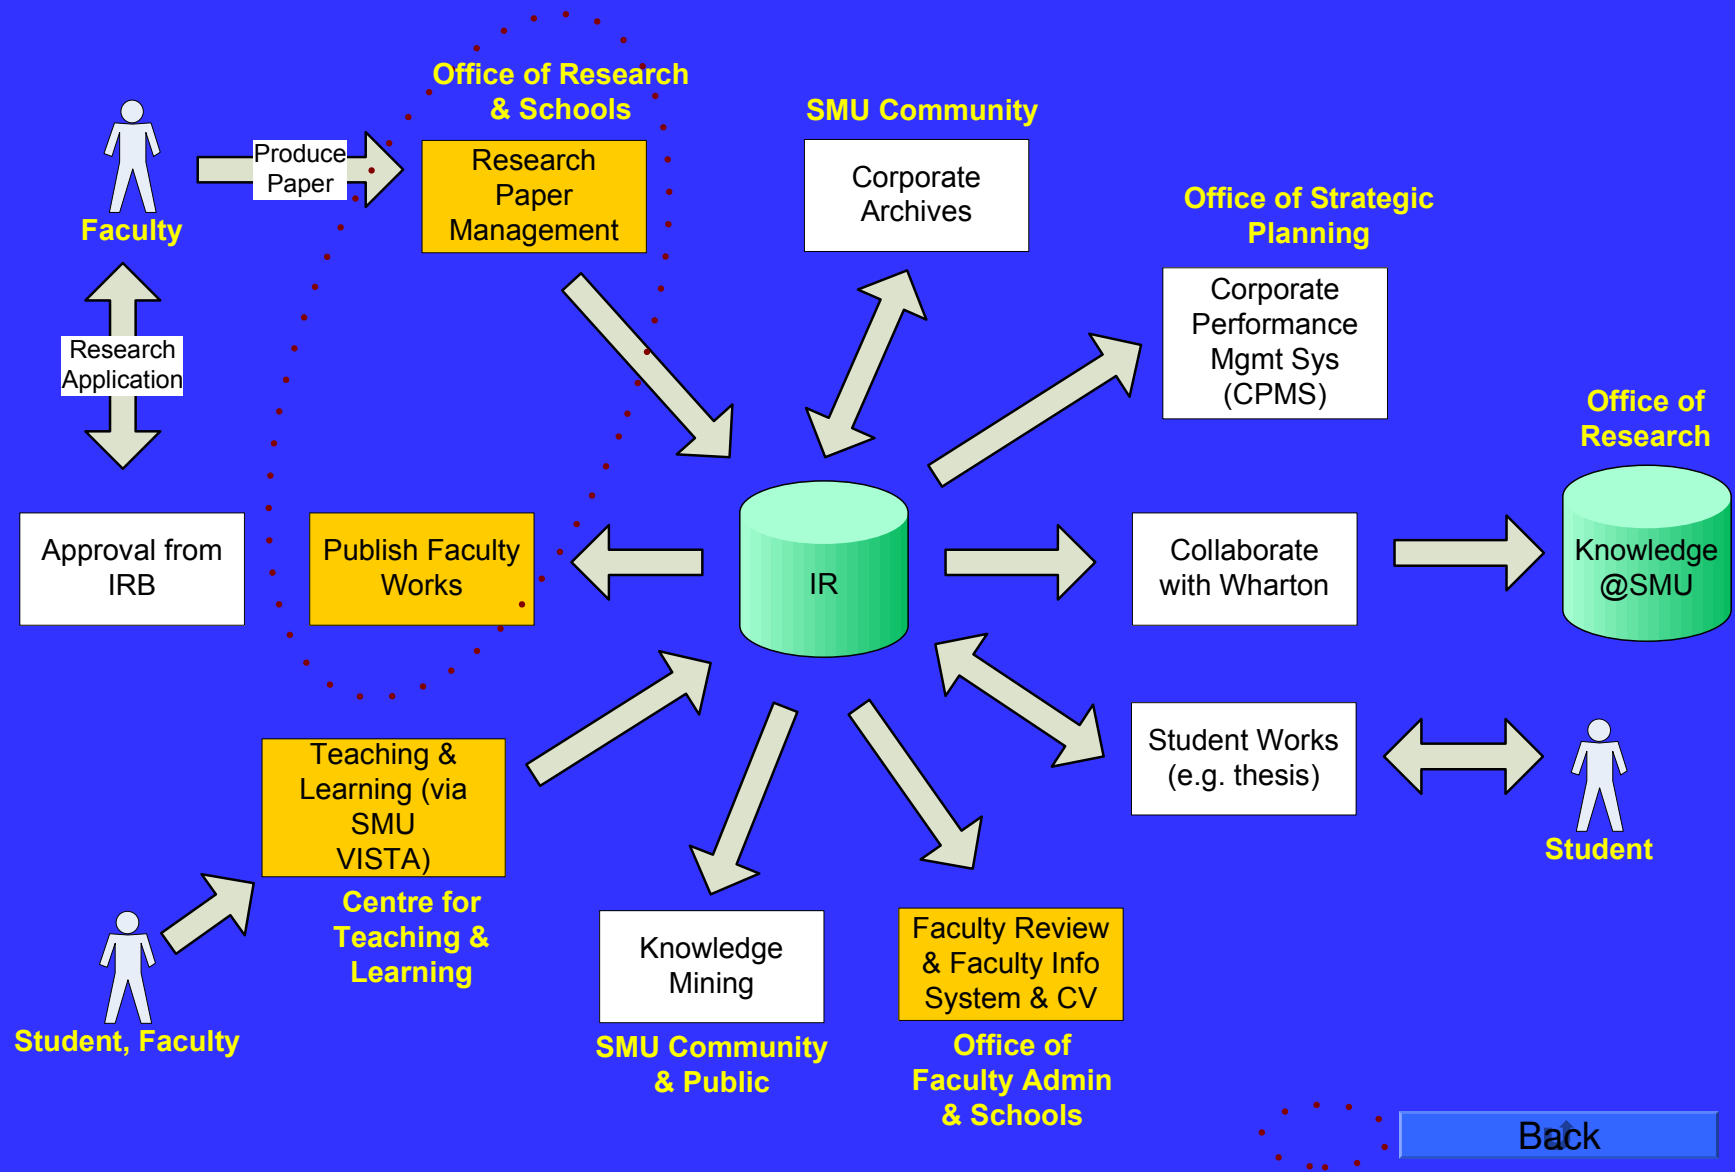 Office of Research
& Schools
Research
Paper
Management
Produce
Paper
Faculty
Research
Application
Approval from
IRB
SMU Community
Corporate
Archives
Office of Strategic
Planning
Corporate
Performance
Mgmt Sys
(CPMS)
Office of
Research
Knowledge
@SMU
Publish Faculty
Works
IR
Collaborate
with Wharton
Student Works
(e.g. thesis)
Student
Teaching &
Learning (via
SMU
VISTA)
Centre for
Teaching &
Learning
Student, Faculty
Knowledge
Mining
SMU Community
& Public
Faculty Review
& Faculty Info
System & CV
Office of
Faculty Admin
& Schools
Back